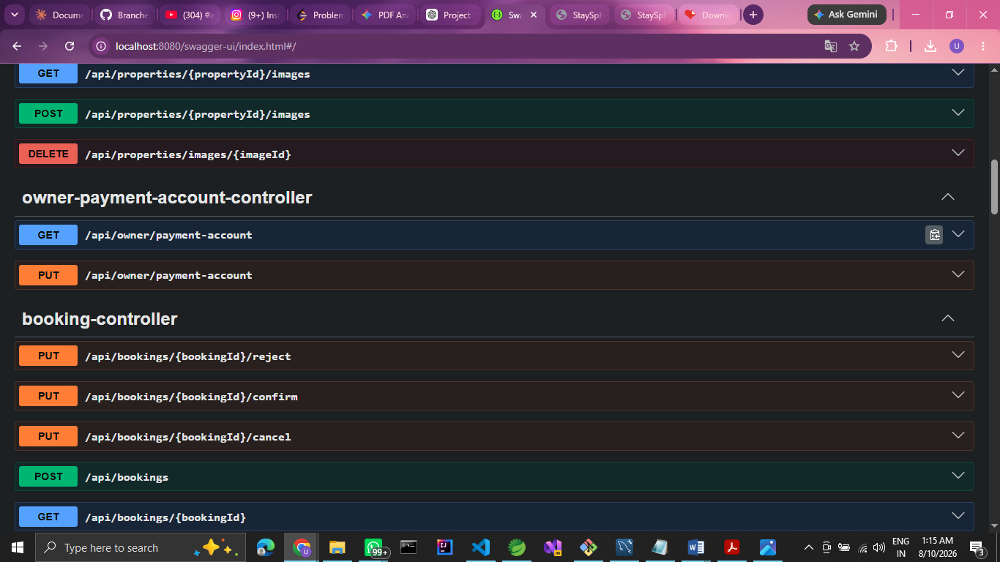 Docume
Branche
(304) #a
(9+) Ins
Problem
PDF Ana
Project S
Swa
StaySph
StaySph
Downlo
Ask Gemini
localhost:8080/swagger-ui/index.html#/
U
GET /api/properties/{propertyId}/images
POST /api/properties/{propertyId}/images
DELETE /api/properties/images/{imageId}
owner-payment-account-controller
GET /api/owner/payment-account
PUT /api/owner/payment-account
booking-controller
PUT /api/bookings/{bookingId}/reject
PUT /api/bookings/{bookingId}/confirm
PUT /api/bookings/{bookingId}/cancel
POST /api/bookings
GET /api/bookings/{bookingId}
Type here to search
99+
ENG
IN
1:15 AM
8/10/2026
3